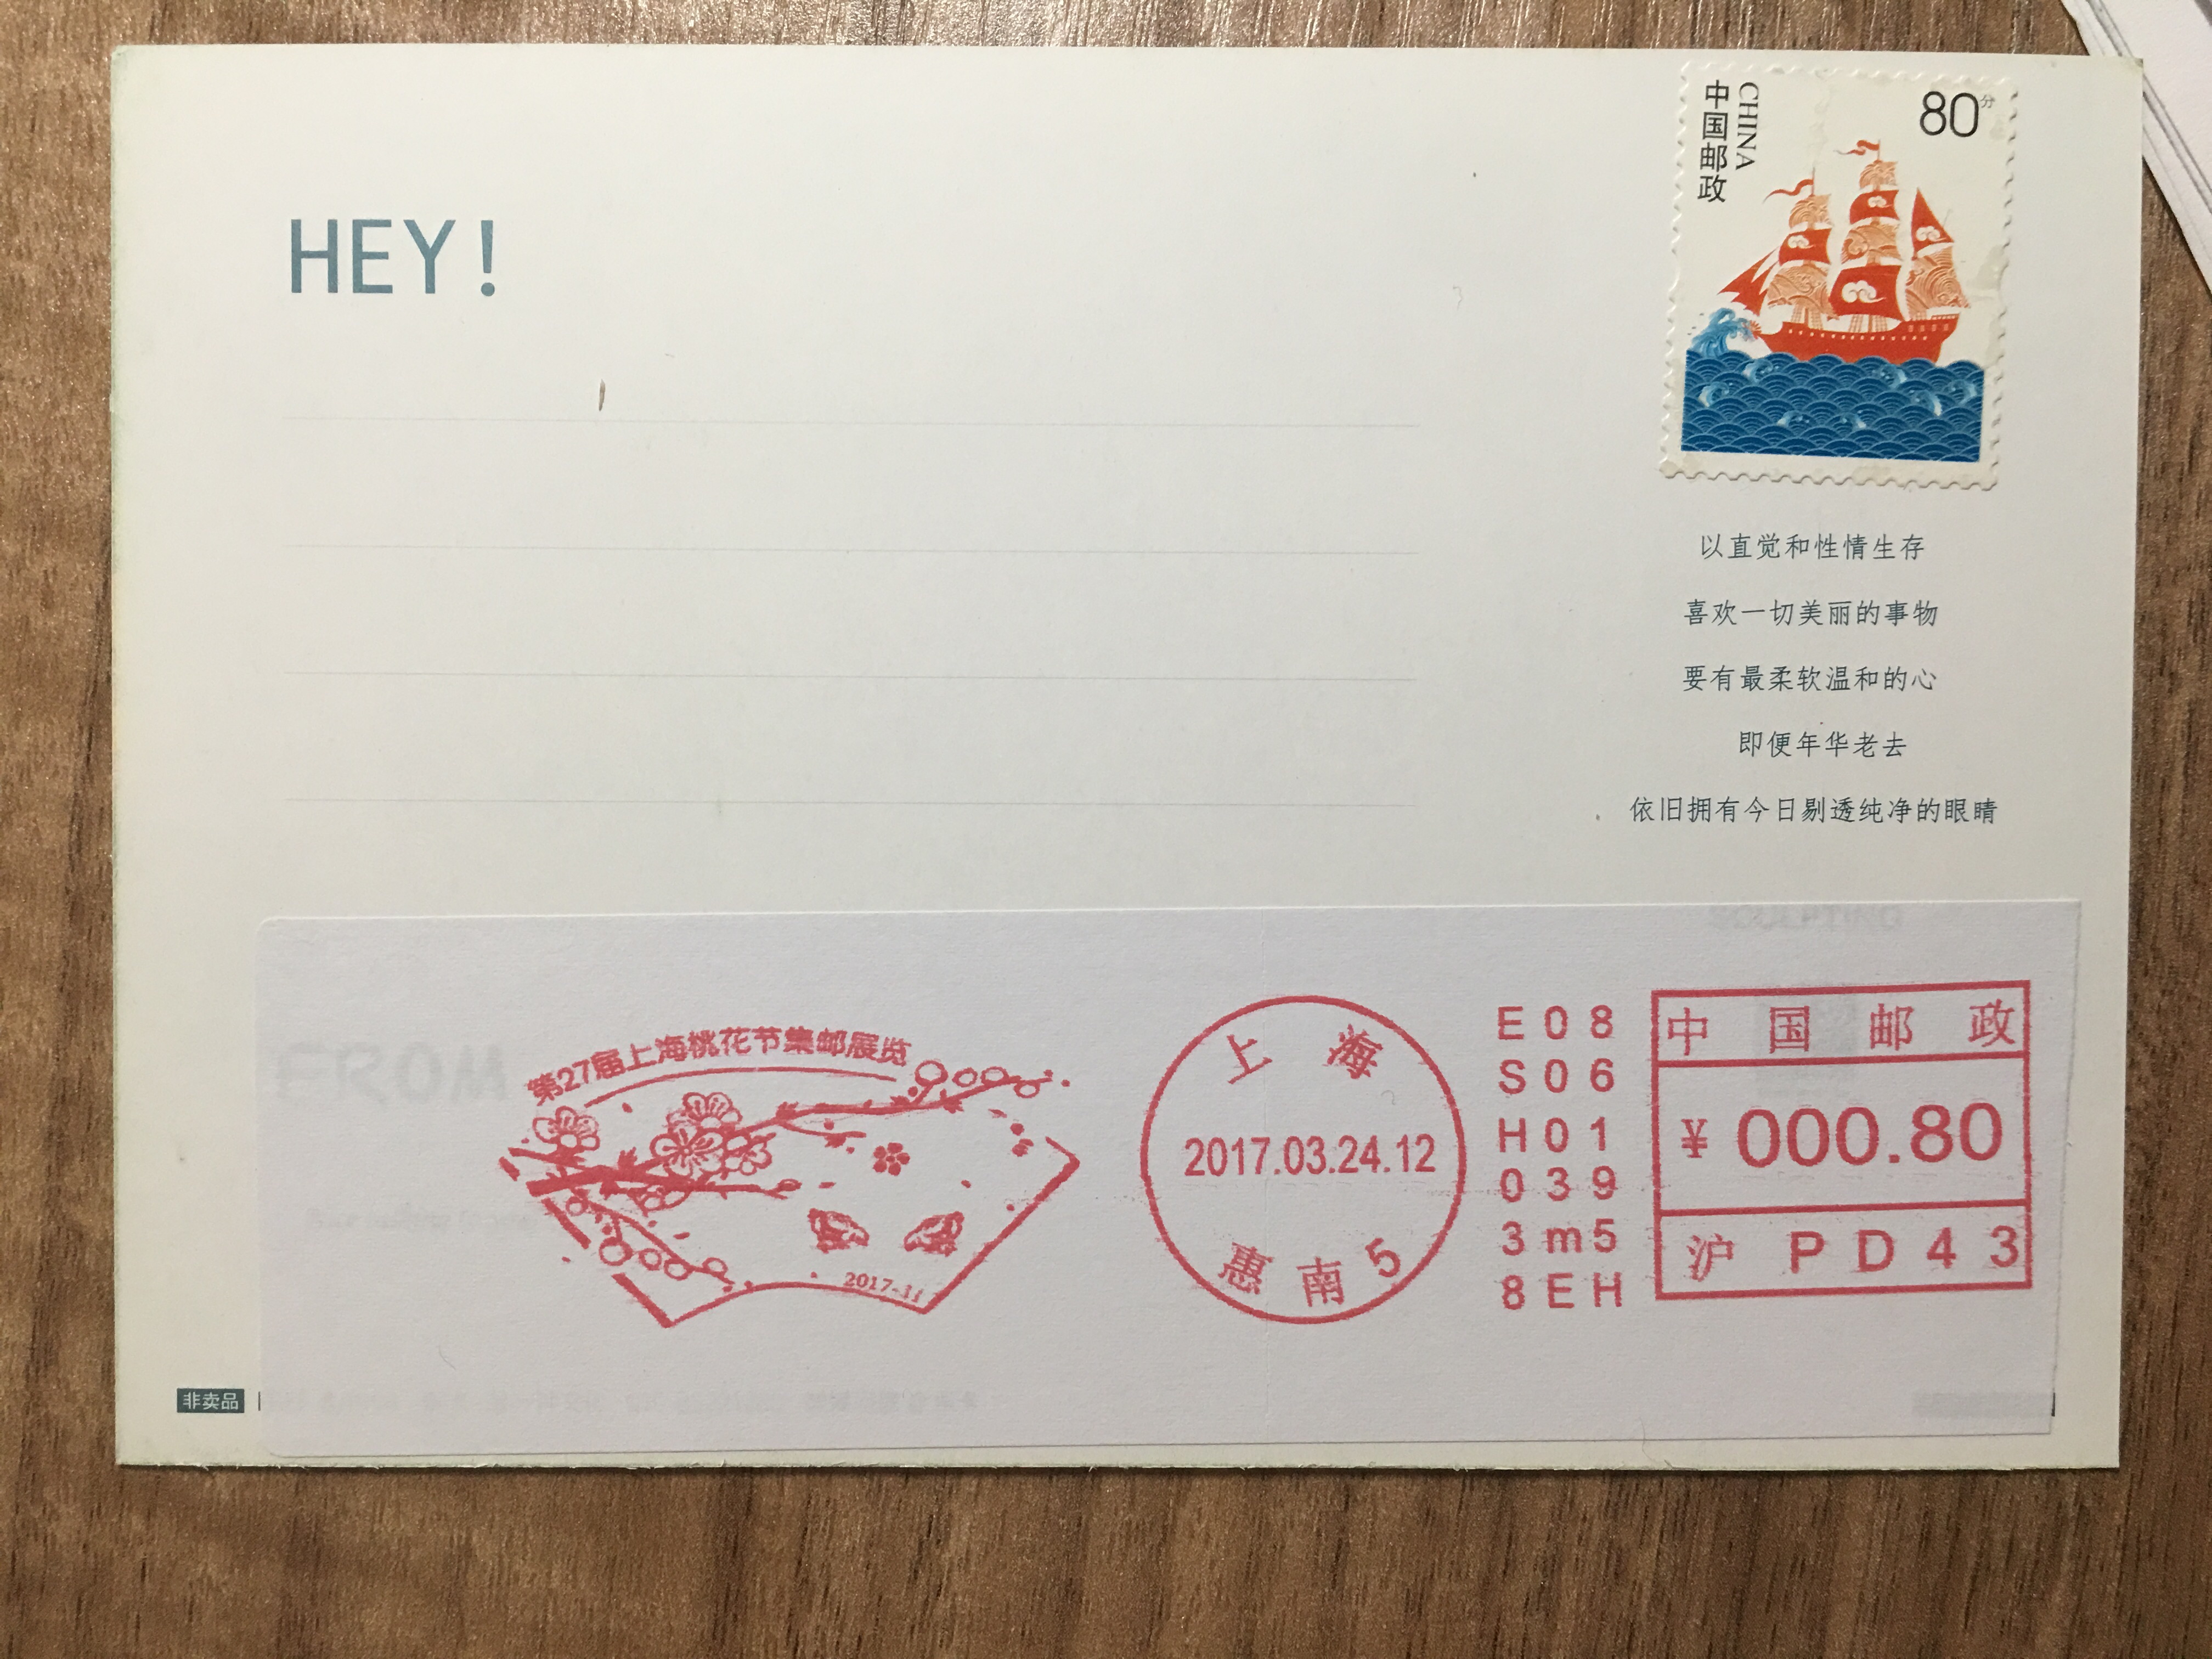 中国邮政
CHINA
80分
HEY!
以直觉和性情生存
喜欢一切美丽的事物
要有最柔软温和的心
即便年华老去
依旧拥有今日剔透纯净的眼睛
FROM
第27届上海桃花节集邮展览
2017-11
上海
2017.03.24.12
惠南5
E08
S06
H01
039
3m5
8EH
中国邮政
¥000.80
沪PD43
非卖品